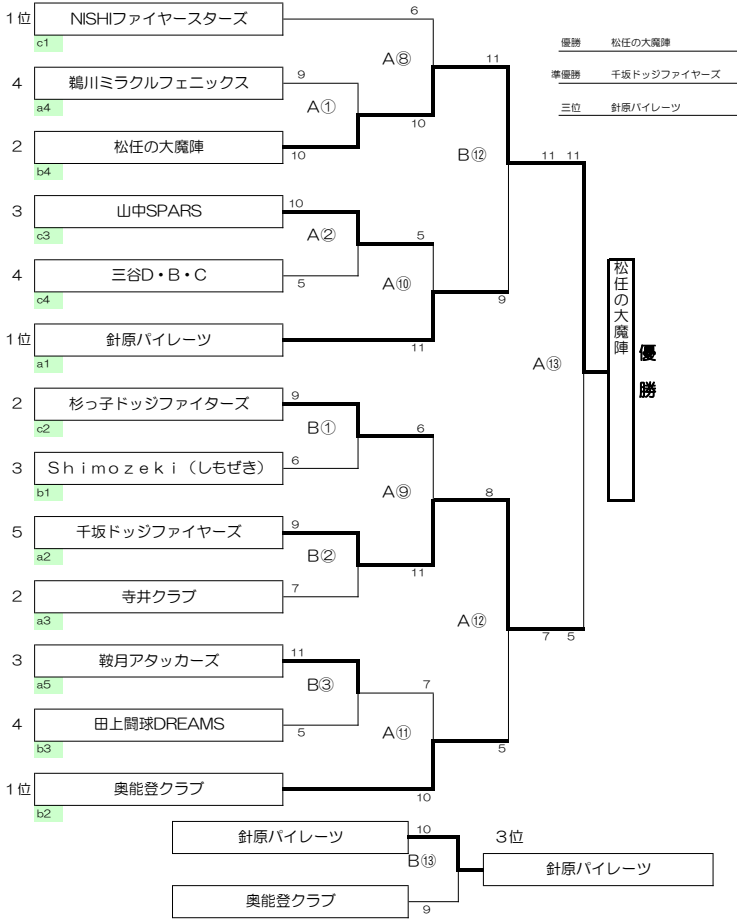 1位 NISHIファイヤースターズ 6
c1
A⑧ 11
優勝 松任の大魔陣
4 鵜川ミラクルフェニックス 9
a4
A①
準優勝 千坂ドッジファイヤーズ
三位 針原パイレーツ
10
2 松任の大魔陣 10
b4
B⑫ 11 11
3 山中SPARS 10
c3
A② 5
4 三谷D・B・C 5
c4
A⑩ 9
1位 針原パイレーツ 11
a1
松任の大魔陣
優勝
A⑬
2 杉っ子ドッジファイターズ 9
c2
B① 6
3 Shimozeki（しもぜき） 6
b1
A⑨ 8
5 千坂ドッジファイヤーズ 9
a2
B② 11
2 寺井クラブ 7
a3
A⑫ 7 5
3 鞍月アタッカーズ 11
a5
B③ 7
4 田上闘球DREAMS 5
b3
A⑪ 5
1位 奥能登クラブ 10
b2
針原パイレーツ 10 3位
B⑬ 針原パイレーツ
奥能登クラブ 9